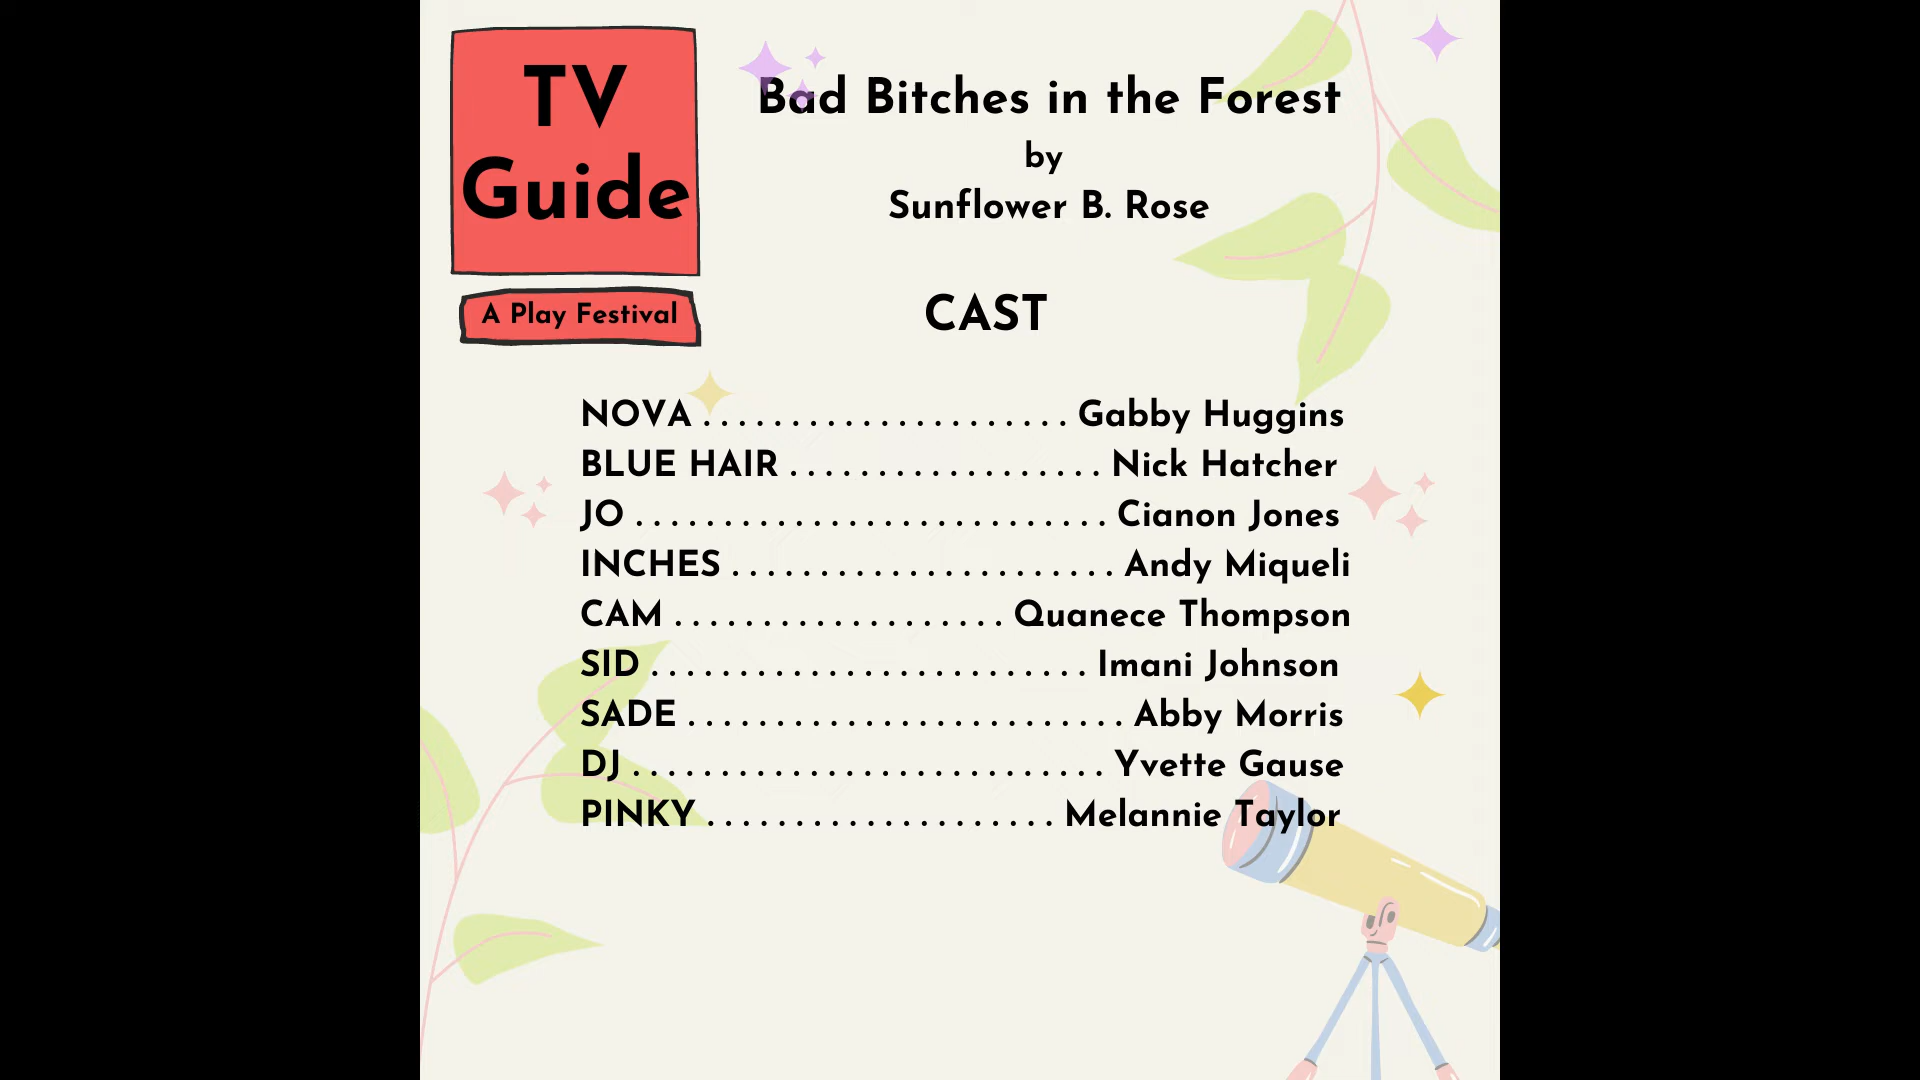 TV
Guide
A Play Festival
Bad Bitches in the Forest
by
Sunflower B. Rose
CAST
NOVA . . . . . . . . . . . . . . . . . . . . . Gabby Huggins
BLUE HAIR . . . . . . . . . . . . . . . . . . Nick Hatcher
JO . . . . . . . . . . . . . . . . . . . . . . . . . . . Cianon Jones
INCHES . . . . . . . . . . . . . . . . . . . . . . Andy Miqueli
CAM . . . . . . . . . . . . . . . . . . . Quanece Thompson
SID . . . . . . . . . . . . . . . . . . . . . . . . . Imani Johnson
SADE . . . . . . . . . . . . . . . . . . . . . . . . . Abby Morris
DJ . . . . . . . . . . . . . . . . . . . . . . . . . . . Yvette Gause
PINKY . . . . . . . . . . . . . . . . . . . . Melannie Taylor